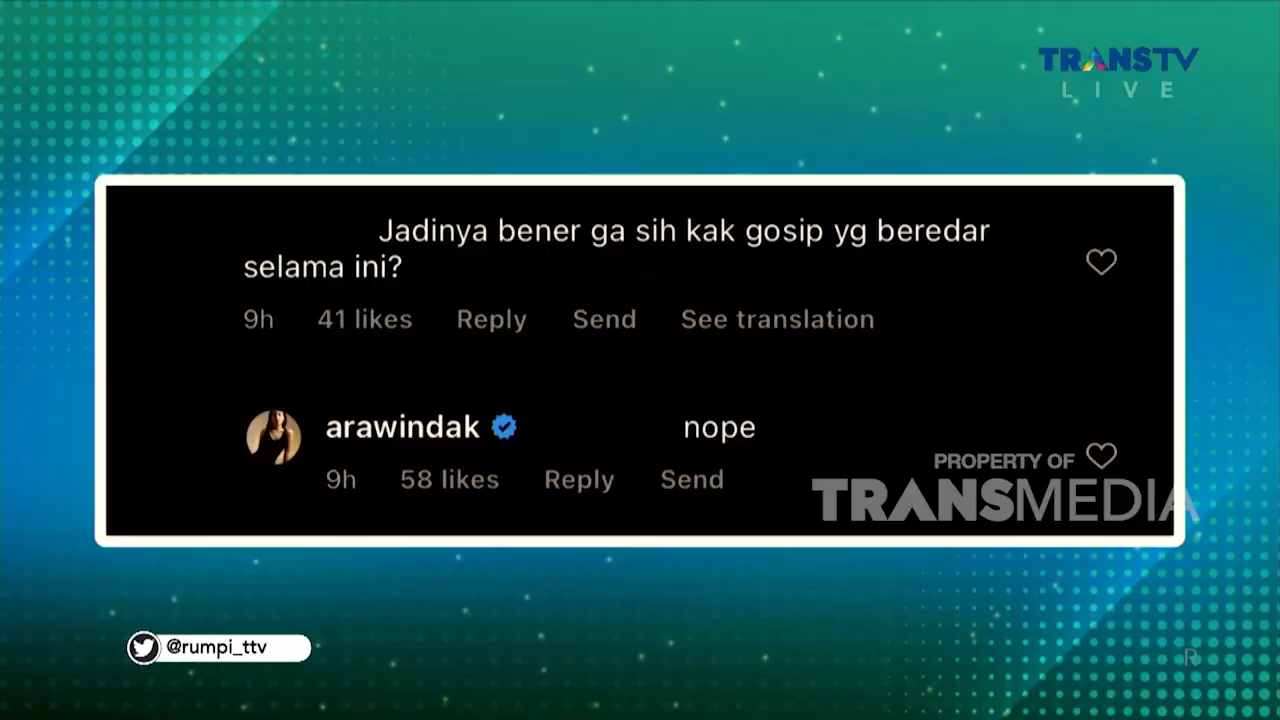 TRANSTV
LIVE
Jadinya bener ga sih kak gosip yg beredar
selama ini?
9h 41 likes Reply Send See translation
arawindak nope
9h 58 likes Reply Send
PROPERTY OF
TRANSMEDIA
@rumpi_ttv
R